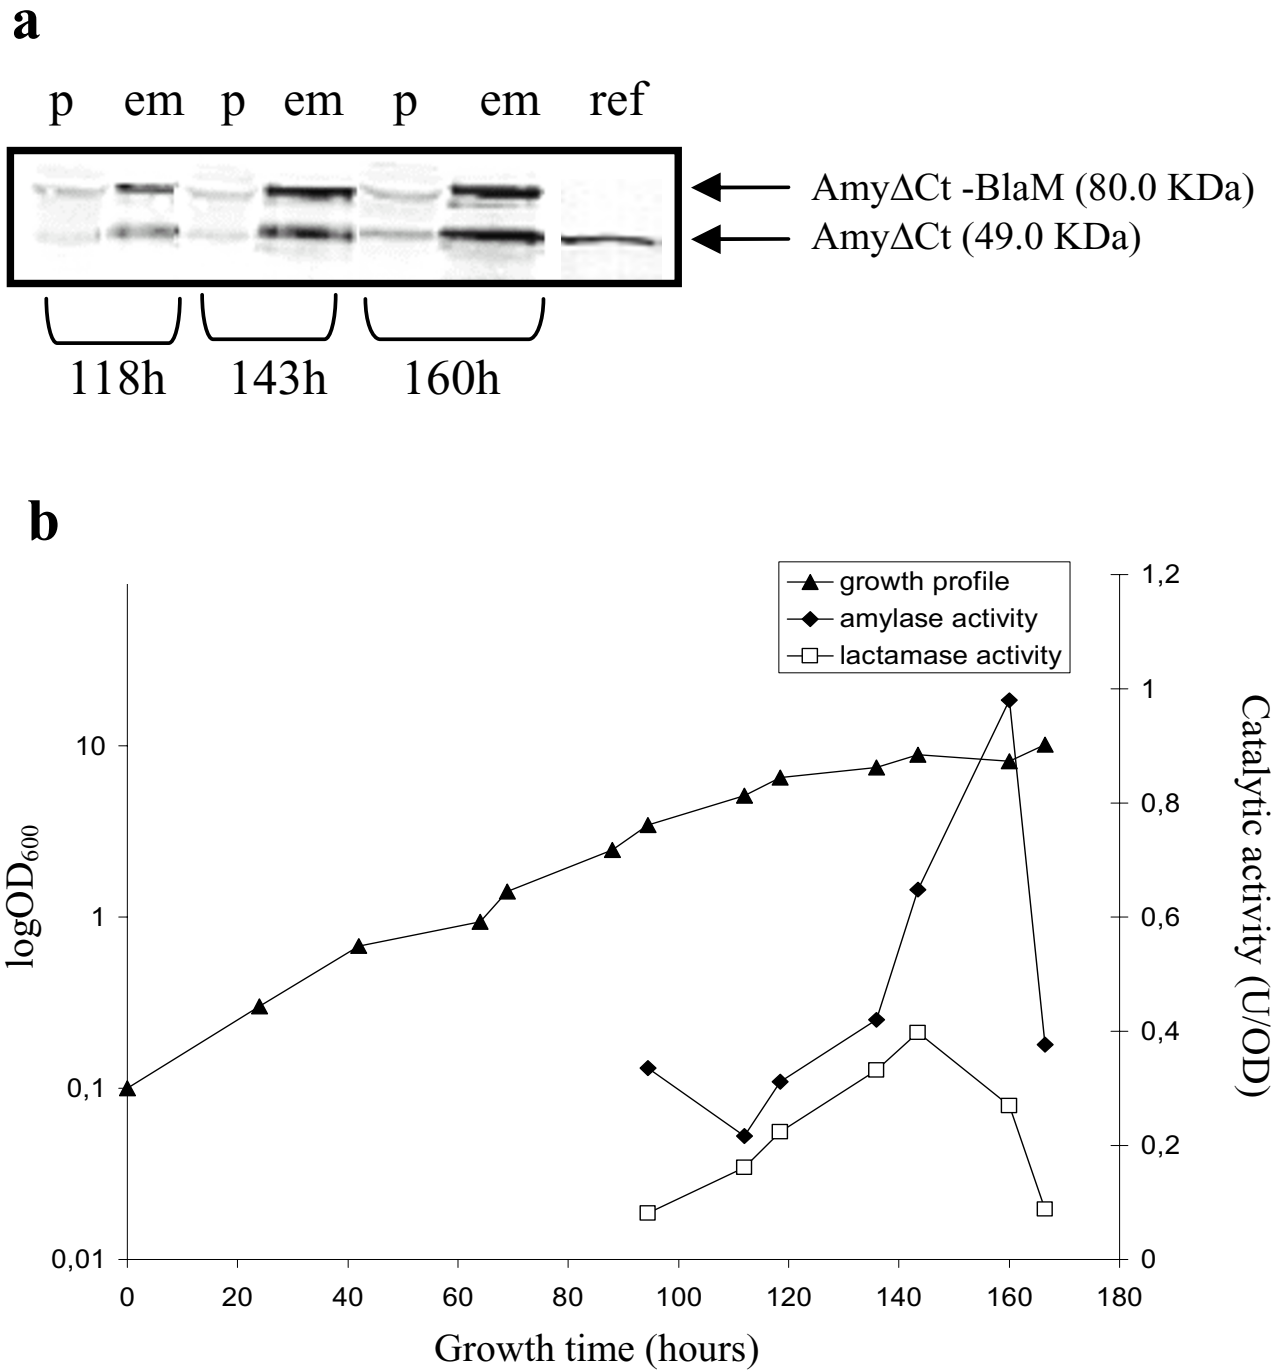 a
p em p em p em ref
AmyΔCt -BlaM (80.0 KDa)
AmyΔCt (49.0 KDa)
118h 143h 160h
b
growth profile
amylase activity
lactamase activity
logOD600
10
1
0,1
0,01
1,2
1
0,8
0,6
0,4
0,2
0
Catalytic activity (U/OD)
0 20 40 60 80 100 120 140 160 180
Growth time (hours)